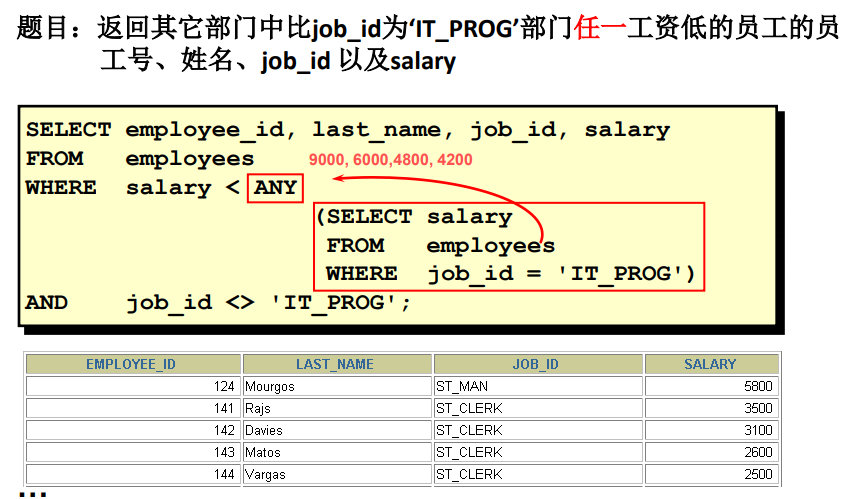 题目：返回其它部门中比job_id为‘IT_PROG’部门任一工资低的员工的员
工号、姓名、job_id 以及salary
SELECT employee_id, last_name, job_id, salary
FROM employees 9000, 6000,4800, 4200
WHERE salary < ANY
(SELECT salary
FROM employees
WHERE job_id = 'IT_PROG')
AND job_id <> 'IT_PROG';
EMPLOYEE_ID LAST_NAME JOB_ID SALARY
124 Mourgos ST_MAN 5800
141 Rajs ST_CLERK 3500
142 Davies ST_CLERK 3100
143 Matos ST_CLERK 2600
144 Vargas ST_CLERK 2500
...